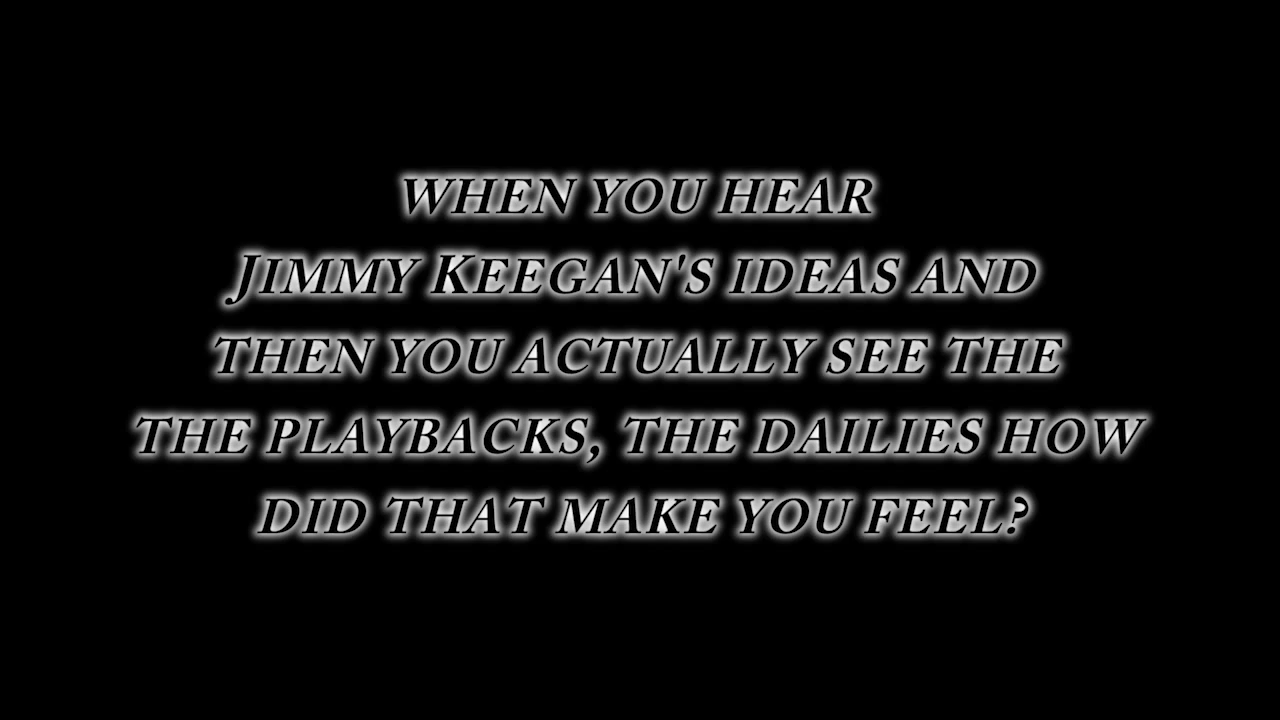 WHEN YOU HEAR
JIMMY KEEGAN'S IDEAS AND
THEN YOU ACTUALLY SEE THE
THE PLAYBACKS, THE DAILIES HOW
DID THAT MAKE YOU FEEL?